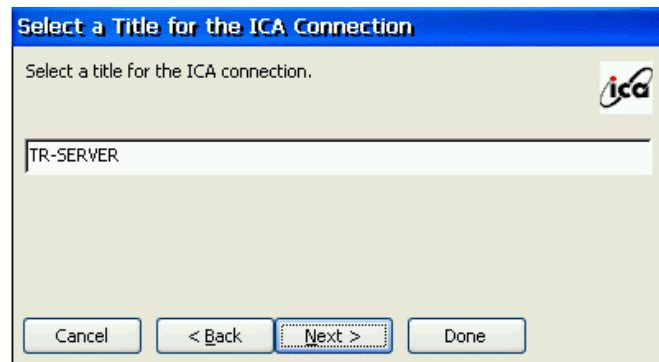 Select a Title for the ICA Connection
Select a title for the ICA connection.
ica
TR-SERVER
Cancel
< Back
Next >
Done